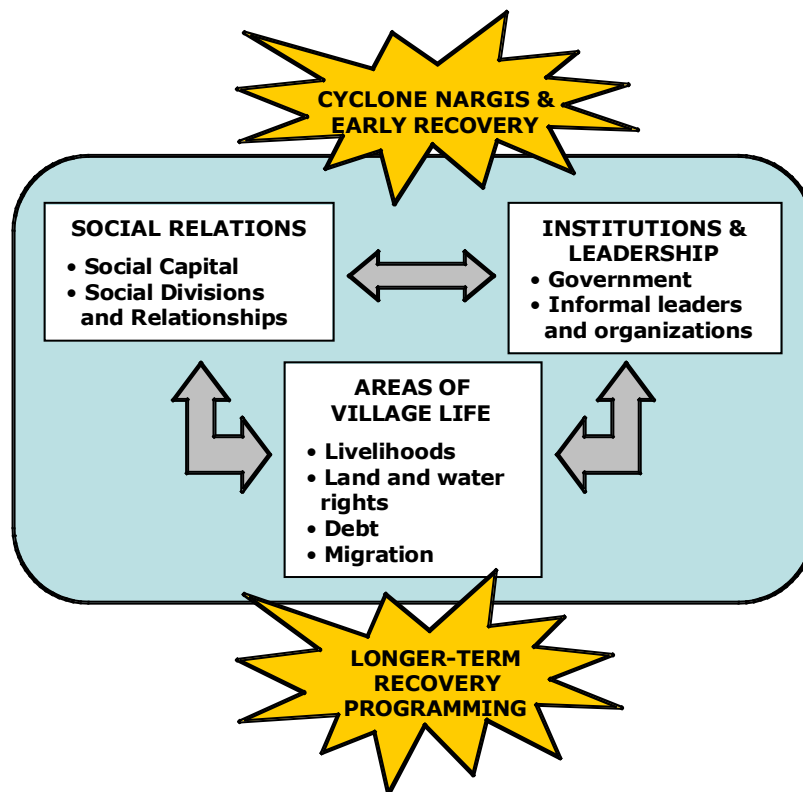 CYCLONE NARGIS &
EARLY RECOVERY
SOCIAL RELATIONS
• Social Capital
• Social Divisions
and Relationships
INSTITUTIONS &
LEADERSHIP
• Government
• Informal leaders
and organizations
AREAS OF
VILLAGE LIFE
• Livelihoods
• Land and water
rights
• Debt
• Migration
LONGER-TERM
RECOVERY
PROGRAMMING